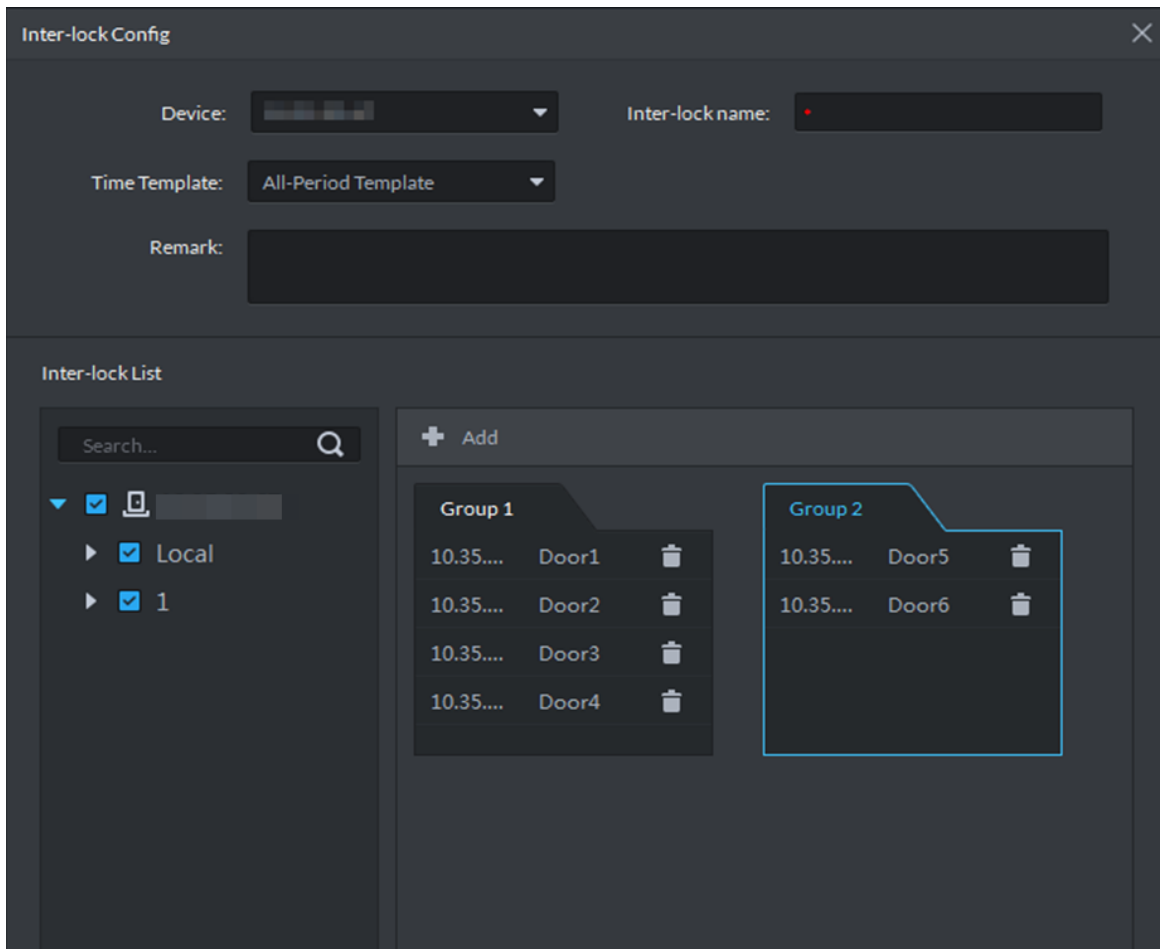 Inter-lock Config
Device: Inter-lock name:
Time Template: All-Period Template
Remark:
Inter-lock List
Search...
Add
Local
1
Group 1
10.35.... Door1
10.35.... Door2
10.35.... Door3
10.35.... Door4
Group 2
10.35.... Door5
10.35.... Door6